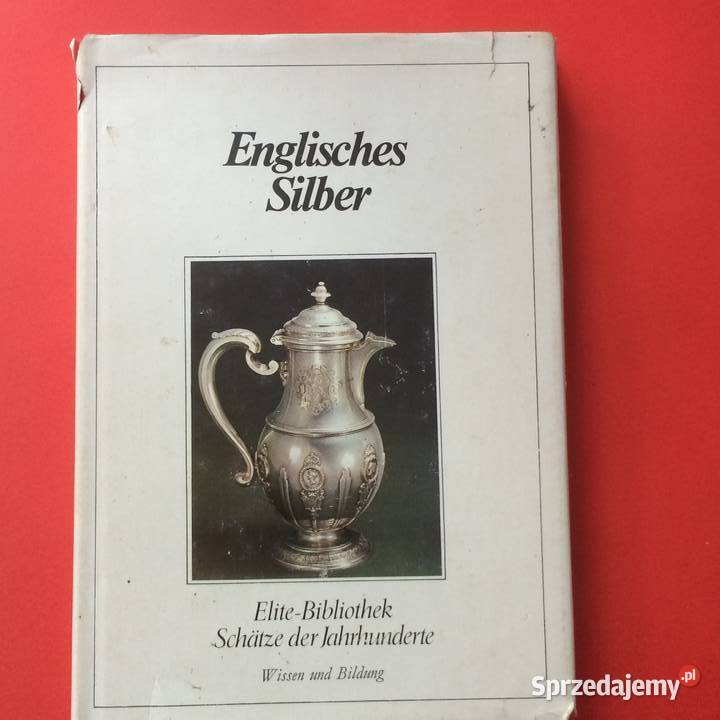 Englisches
Silber
Elite-Bibliothek
Schätze der Jahrhunderte
Wissen und Bildung
Sprzedajemy.pl